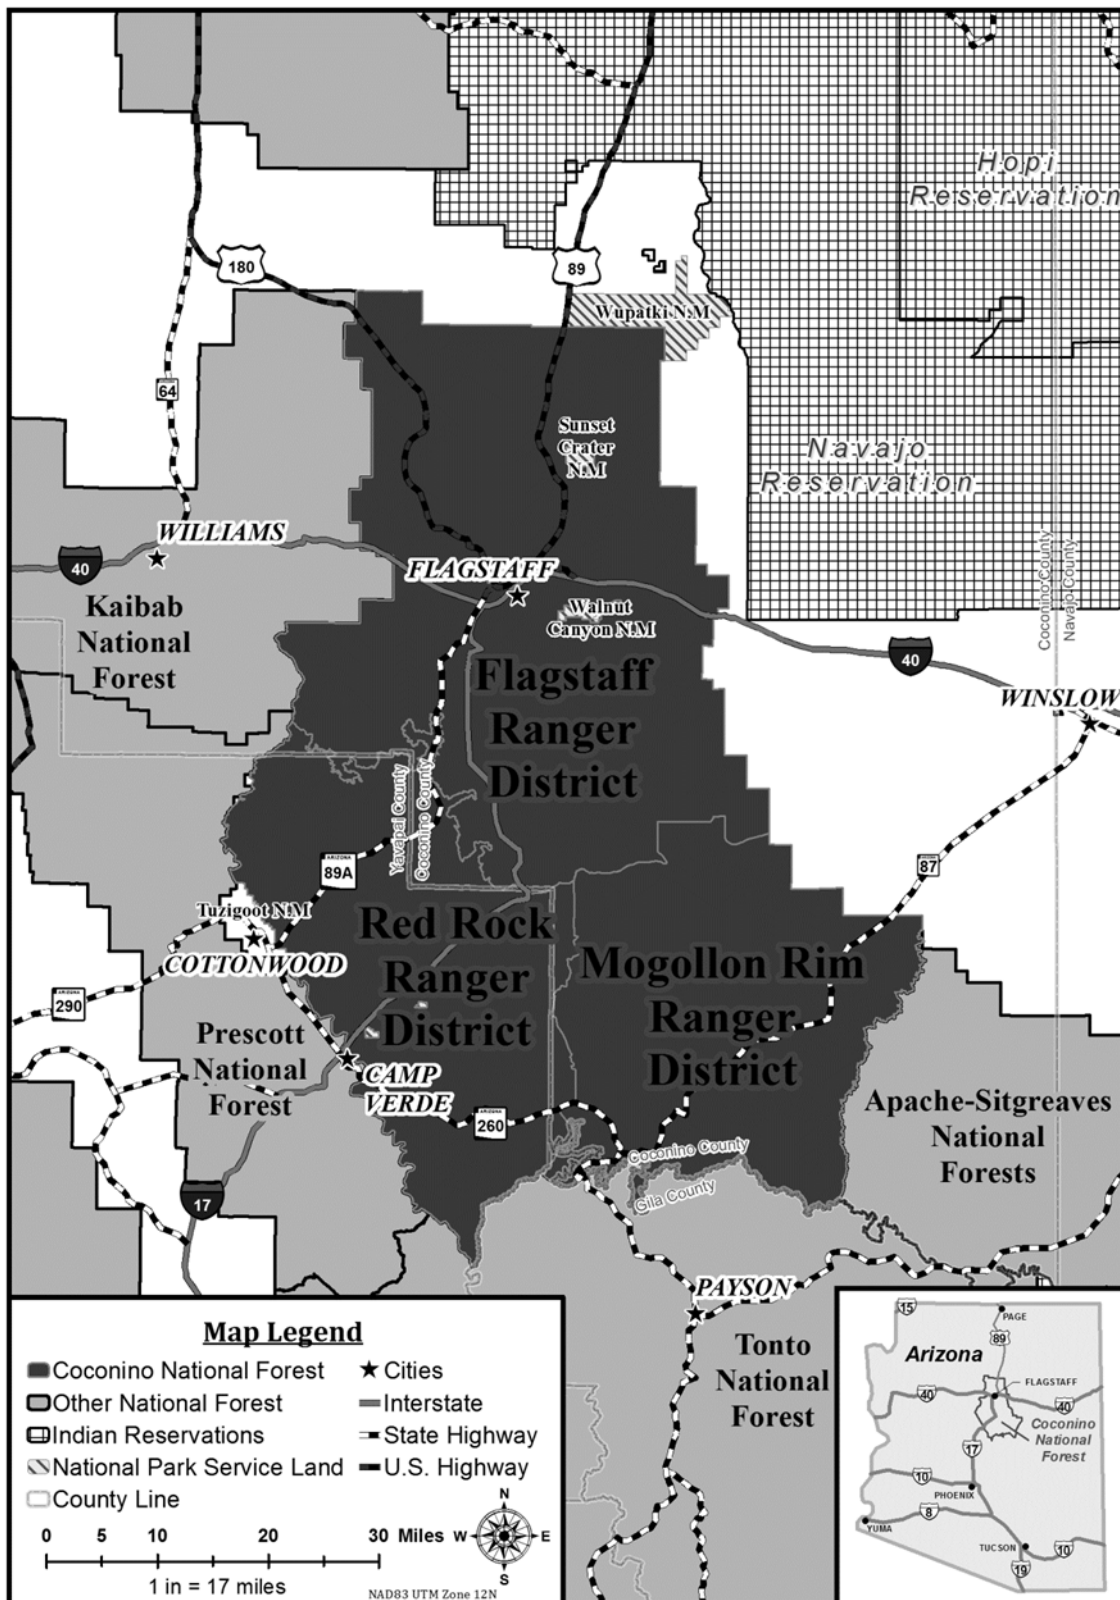 Hopi
Reservation
180
89
Wupatki N.M
64
Sunset
Crater
N.M
Navajo
Reservation
WILLIAMS
40
FLAGSTAFF
Kaibab
National
Forest
Walnut
Canyon N.M
Coconino County
Navajo County
40
Flagstaff
Ranger
District
WINSLOW
Yavapai County
Coconino County
ARIZONA
89A
87
Tuzigoot N.M
COTTONWOOD
Red Rock
Ranger
District
Mogollon Rim
Ranger
District
ARIZONA
290
Prescott
National
Forest
CAMP
VERDE
ARIZONA
260
Apache-Sitgreaves
National
Forests
Coconino County
Gila County
17
PAYSON
Tonto
National
Forest
Map Legend
Coconino National Forest
Other National Forest
Indian Reservations
National Park Service Land
County Line
Cities
Interstate
State Highway
U.S. Highway
N
W E
S
0 5 10 20 30 Miles
1 in = 17 miles
NAD83 UTM Zone 12N
15
PAGE
89
Arizona
FLAGSTAFF
40
40
Coconino
National
Forest
17
10
PHOENIX
8
YUMA
TUCSON
10
19